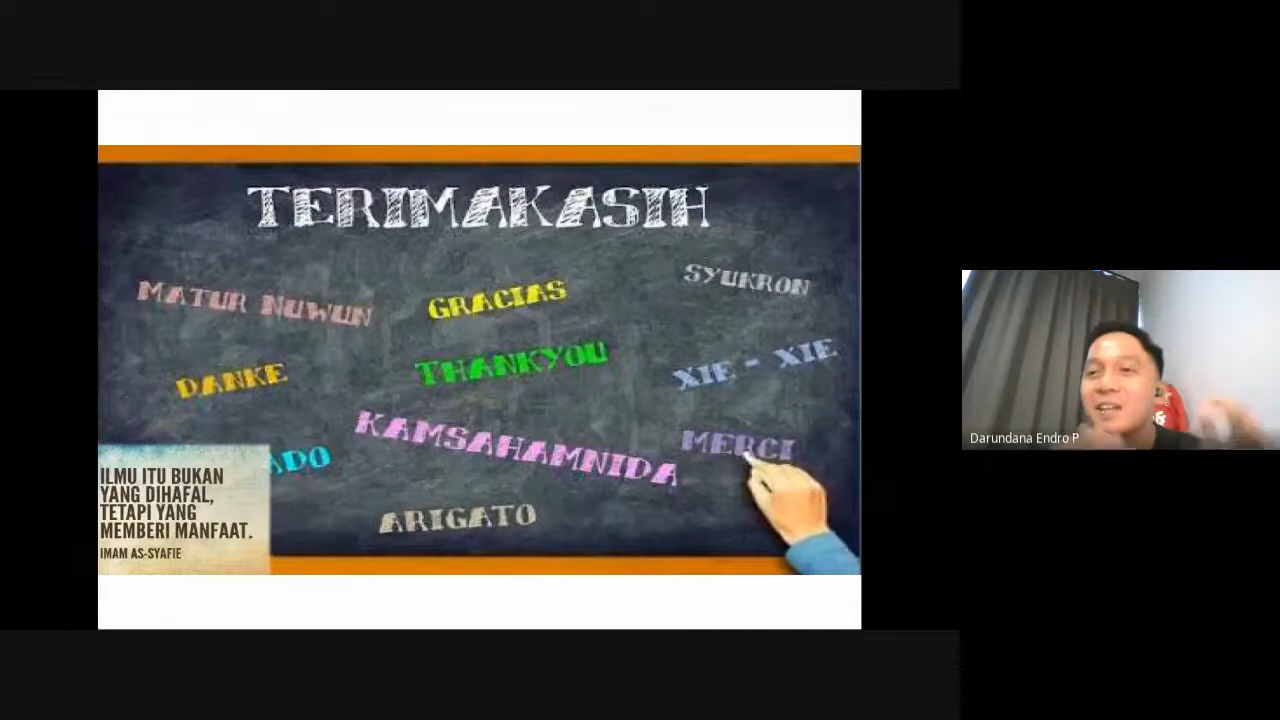 TERIMAKASIH
MATUR NUWUN
GRACIAS
SYUKRON
DANKE
THANKYOU
XIE - XIE
KAMSAHAMNIDA
MERCI
ARIGATO
ILMU ITU BUKAN
YANG DIHAFAL,
TETAPI YANG
MEMBERI MANFAAT.
IMAM AS-SYAFIE
Darundana Endro P